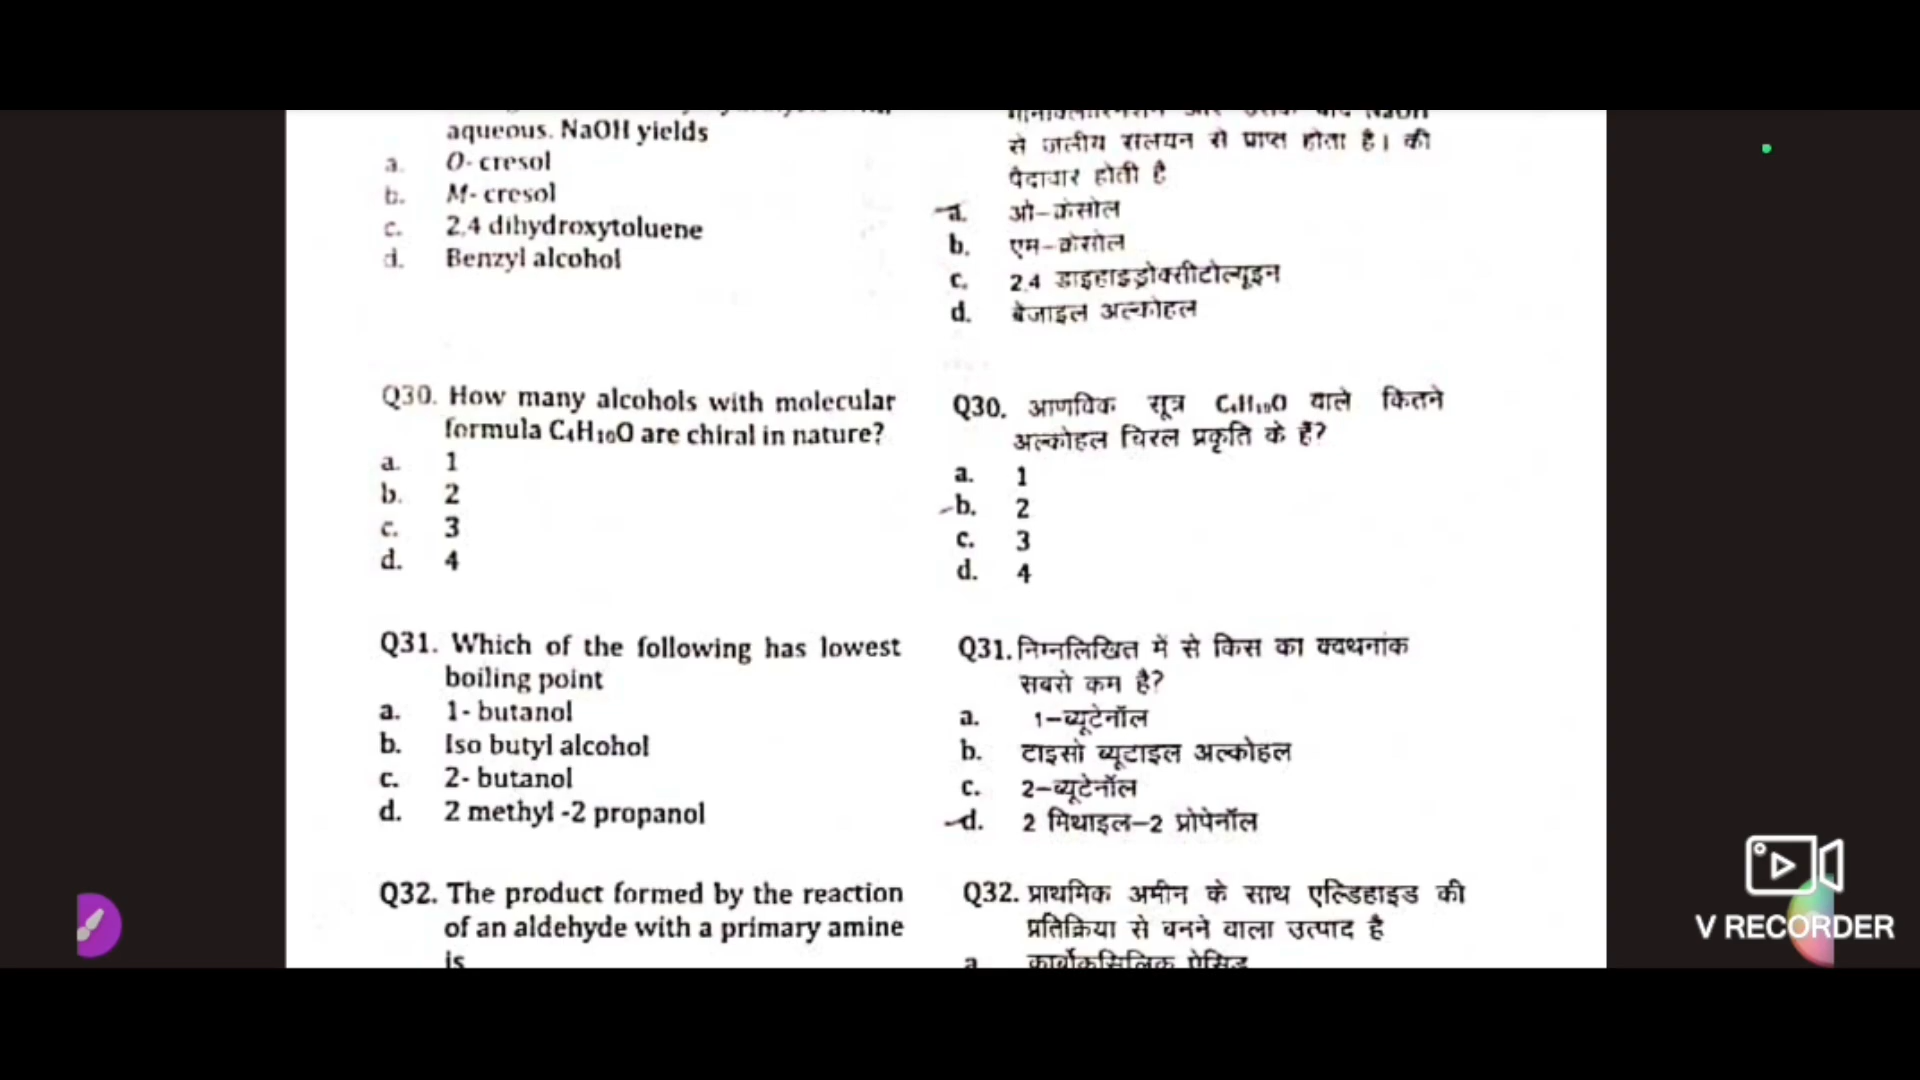 aqueous. NaOH yields
a. O- cresol
b. M- cresol
c. 2,4 dihydroxytoluene
d. Benzyl alcohol
Q30. How many alcohols with molecular
formula C₄H₁₀O are chiral in nature?
a. 1
b. 2
c. 3
d. 4
Q31. Which of the following has lowest
boiling point
a. 1- butanol
b. Iso butyl alcohol
c. 2- butanol
d. 2 methyl -2 propanol
Q32. The product formed by the reaction
of an aldehyde with a primary amine
is
से जलीय सलयन से प्राप्त होता है। की
पैदावार होती है
a. ओ–क्रेसोल
b. एम–क्रेसोल
c. 2,4 डाइहाइड्रोक्सीटोल्यूइन
d. बेंजाइल अल्कोहल
Q30. आणविक सूत्र C₄H₁₀O वाले कितने
अल्कोहल चिरल प्रकृति के हैं?
a. 1
b. 2
c. 3
d. 4
Q31. निम्नलिखित में से किस का क्वथनांक
सबसे कम है?
a. 1–ब्यूटेनॉल
b. टाइसो ब्यूटाइल अल्कोहल
c. 2–ब्यूटेनॉल
d. 2 मिथाइल–2 प्रोपेनॉल
Q32. प्राथमिक अमीन के साथ एल्डिहाइड की
प्रतिक्रिया से बनने वाला उत्पाद है
a कार्बोकसिलिक ऐसिड
V RECORDER